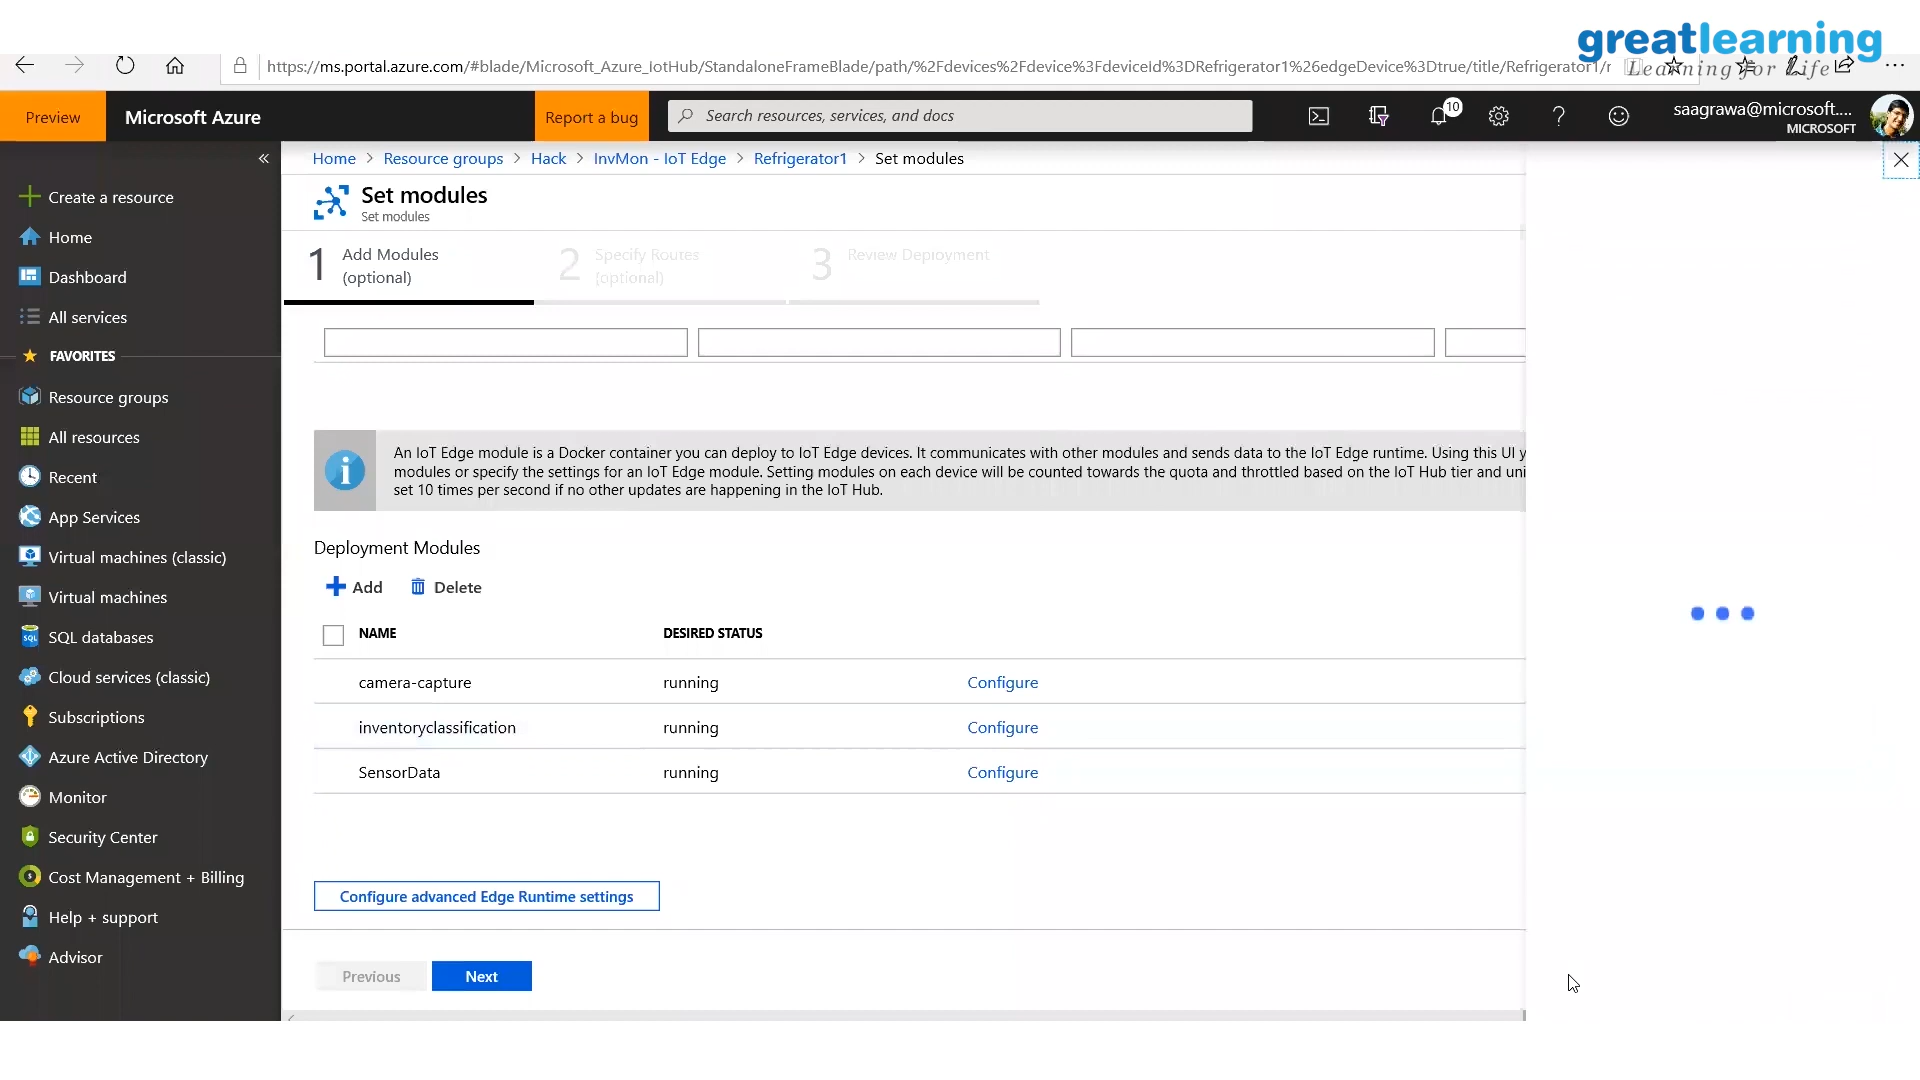 greatlearning
Learning for Life
https://ms.portal.azure.com/#blade/Microsoft_Azure_IotHub/StandaloneFrameBlade/path/%2Fdevices%2Fdevice%3FdeviceId%3DRefrigerator1%26edgeDevice%3Dtrue/title/Refrigerator1/r
Preview
Microsoft Azure
Report a bug
Search resources, services, and docs
10
saagrawa@microsoft....
MICROSOFT
Home > Resource groups > Hack > InvMon - IoT Edge > Refrigerator1 > Set modules
Set modules
Set modules
1 Add Modules
(optional)
2 Specify Routes
(optional)
3 Review Deployment
Create a resource
Home
Dashboard
All services
FAVORITES
Resource groups
All resources
Recent
App Services
Virtual machines (classic)
Virtual machines
SQL databases
Cloud services (classic)
Subscriptions
Azure Active Directory
Monitor
Security Center
Cost Management + Billing
Help + support
Advisor
An IoT Edge module is a Docker container you can deploy to IoT Edge devices. It communicates with other modules and sends data to the IoT Edge runtime. Using this UI y
modules or specify the settings for an IoT Edge module. Setting modules on each device will be counted towards the quota and throttled based on the IoT Hub tier and uni
set 10 times per second if no other updates are happening in the IoT Hub.
Deployment Modules
Add Delete
NAME DESIRED STATUS
camera-capture running Configure
inventoryclassification running Configure
SensorData running Configure
Configure advanced Edge Runtime settings
Previous Next